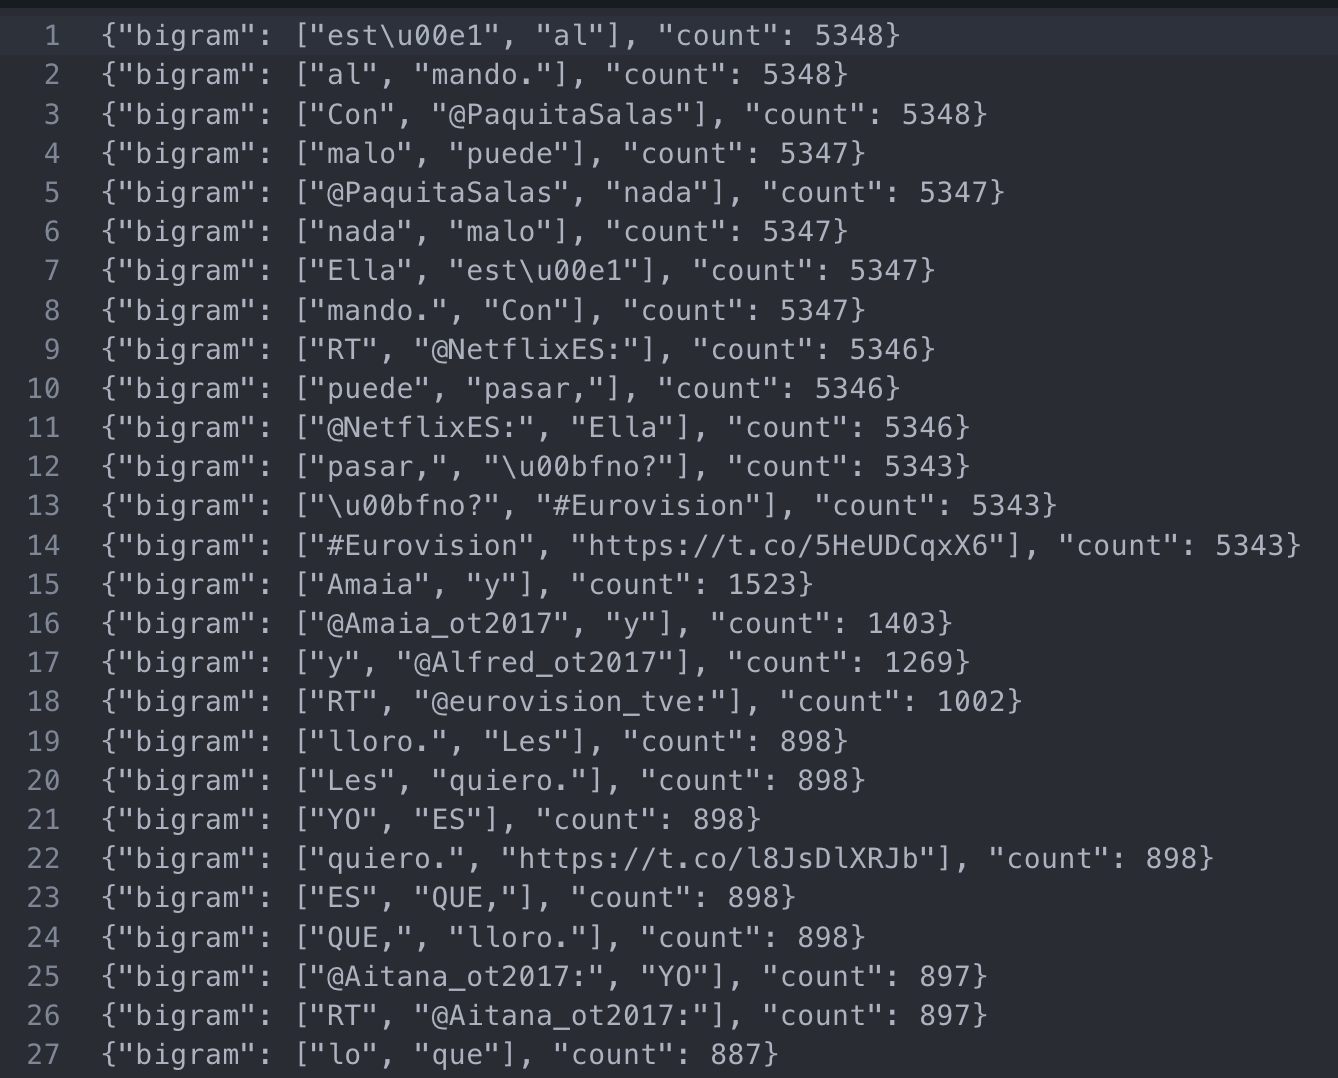 1 {"bigram": ["est\u00e1", "al"], "count": 5348}
2 {"bigram": ["al", "mando."], "count": 5348}
3 {"bigram": ["Con", "@PaquitaSalas"], "count": 5348}
4 {"bigram": ["malo", "puede"], "count": 5347}
5 {"bigram": ["@PaquitaSalas", "nada"], "count": 5347}
6 {"bigram": ["nada", "malo"], "count": 5347}
7 {"bigram": ["Ella", "est\u00e1"], "count": 5347}
8 {"bigram": ["mando.", "Con"], "count": 5347}
9 {"bigram": ["RT", "@NetflixES:"], "count": 5346}
10 {"bigram": ["puede", "pasar,"], "count": 5346}
11 {"bigram": ["@NetflixES:", "Ella"], "count": 5346}
12 {"bigram": ["pasar,", "\u00bfno?"], "count": 5343}
13 {"bigram": ["\u00bfno?", "#Eurovision"], "count": 5343}
14 {"bigram": ["#Eurovision", "https://t.co/5HeUDCqxX6"], "count": 5343}
15 {"bigram": ["Amaia", "y"], "count": 1523}
16 {"bigram": ["@Amaia_ot2017", "y"], "count": 1403}
17 {"bigram": ["y", "@Alfred_ot2017"], "count": 1269}
18 {"bigram": ["RT", "@eurovision_tve:"], "count": 1002}
19 {"bigram": ["lloro.", "Les"], "count": 898}
20 {"bigram": ["Les", "quiero."], "count": 898}
21 {"bigram": ["YO", "ES"], "count": 898}
22 {"bigram": ["quiero.", "https://t.co/l8JsDlXRJb"], "count": 898}
23 {"bigram": ["ES", "QUE,"], "count": 898}
24 {"bigram": ["QUE,", "lloro."], "count": 898}
25 {"bigram": ["@Aitana_ot2017:", "YO"], "count": 897}
26 {"bigram": ["RT", "@Aitana_ot2017:"], "count": 897}
27 {"bigram": ["lo", "que"], "count": 887}